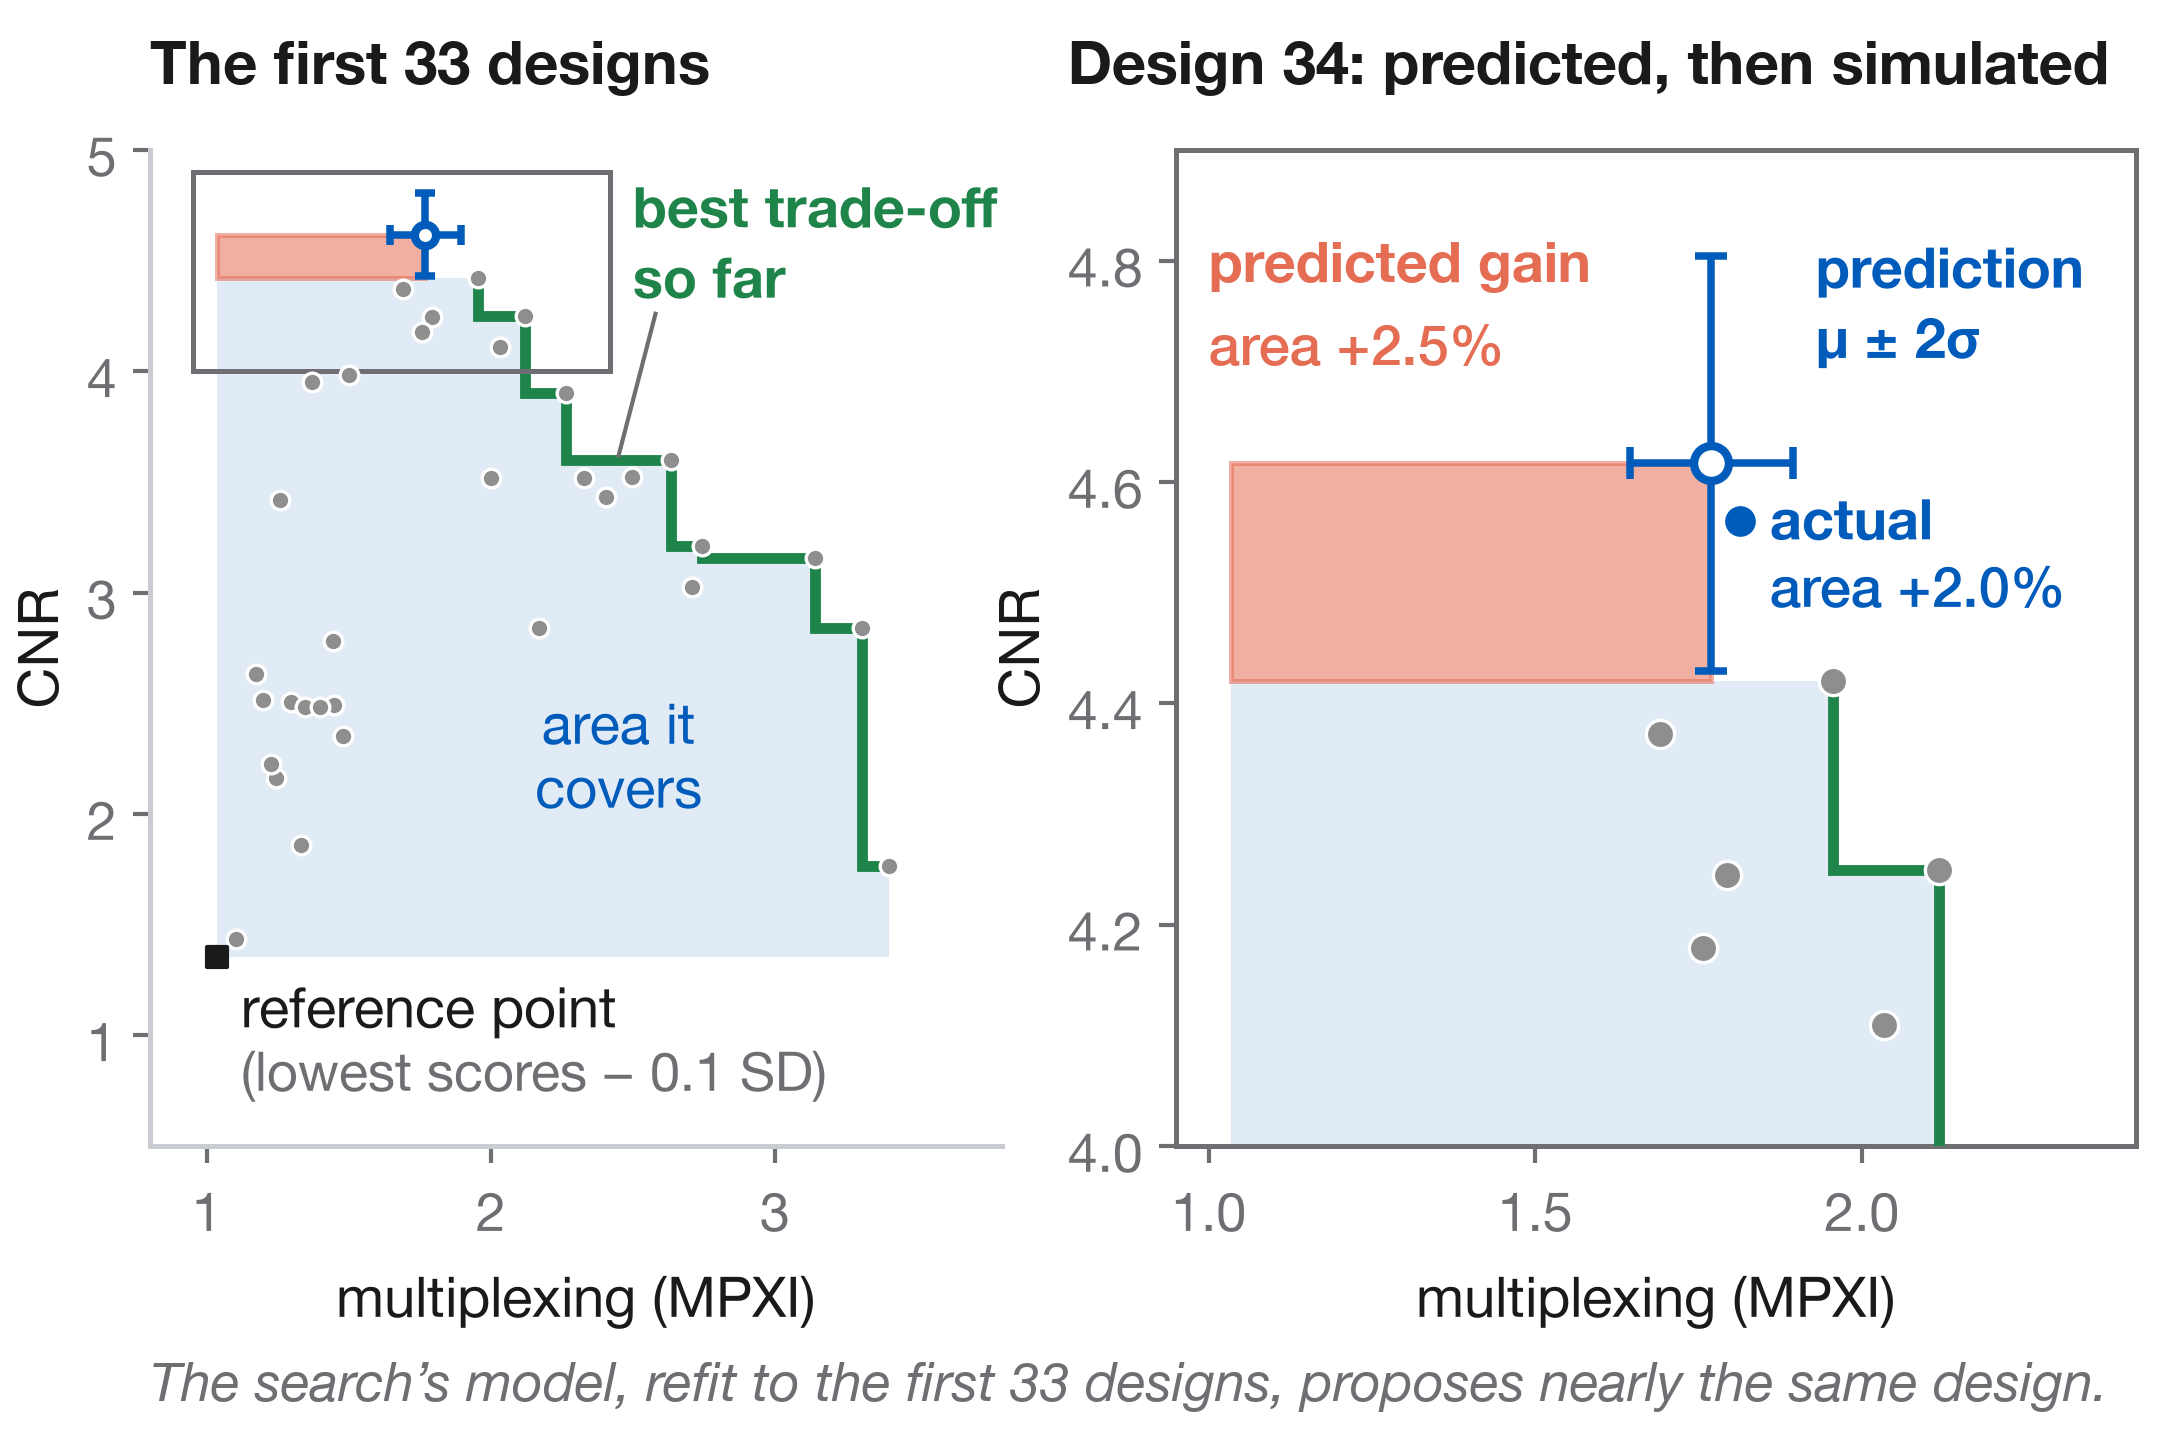 The first 33 designs
5
4
3
2
1
CNR
best trade-off
so far
area it
covers
reference point
(lowest scores – 0.1 SD)
1
2
3
multiplexing (MPXI)
Design 34: predicted, then simulated
4.8
4.6
4.4
4.2
4.0
CNR
predicted gain
area +2.5%
prediction
μ ± 2σ
actual
area +2.0%
1.0
1.5
2.0
multiplexing (MPXI)
The search’s model, refit to the first 33 designs, proposes nearly the same design.